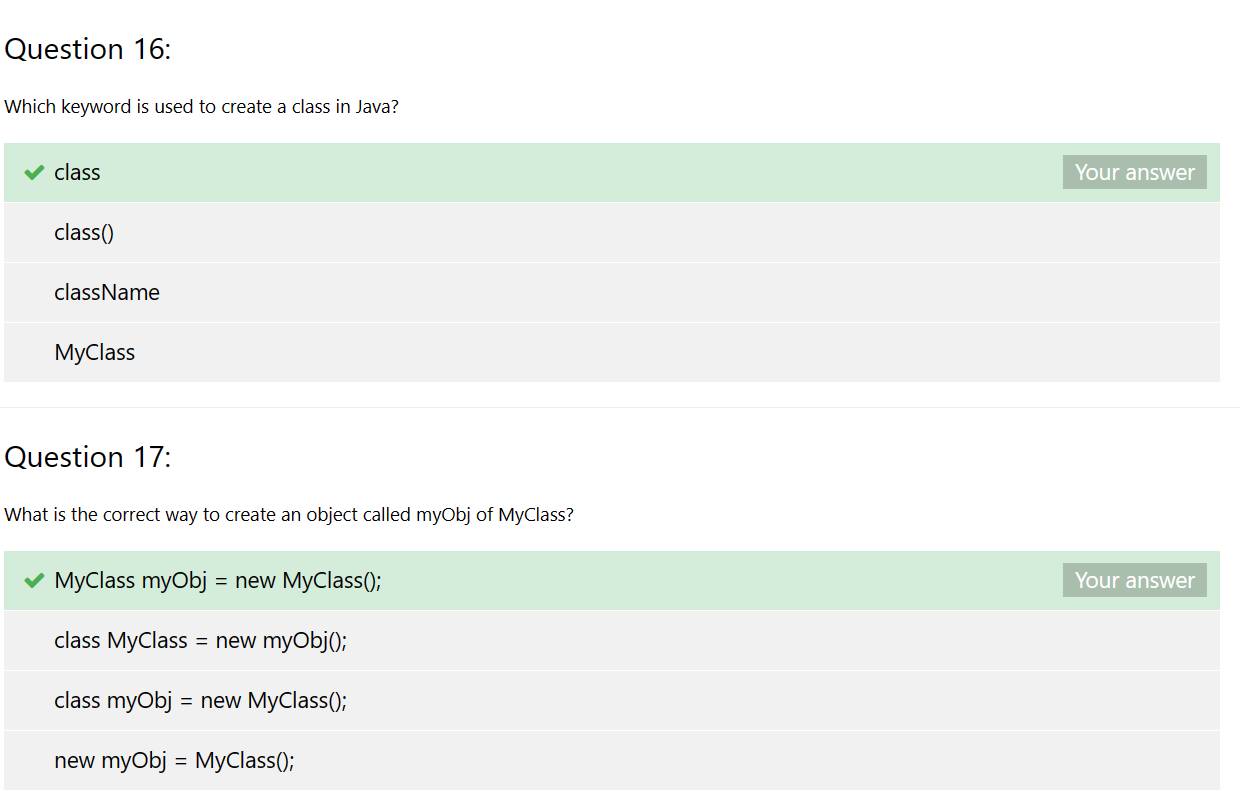 Question 16:
Which keyword is used to create a class in Java?
class
Your answer
class()
className
MyClass
Question 17:
What is the correct way to create an object called myObj of MyClass?
MyClass myObj = new MyClass();
Your answer
class MyClass = new myObj();
class myObj = new MyClass();
new myObj = MyClass();